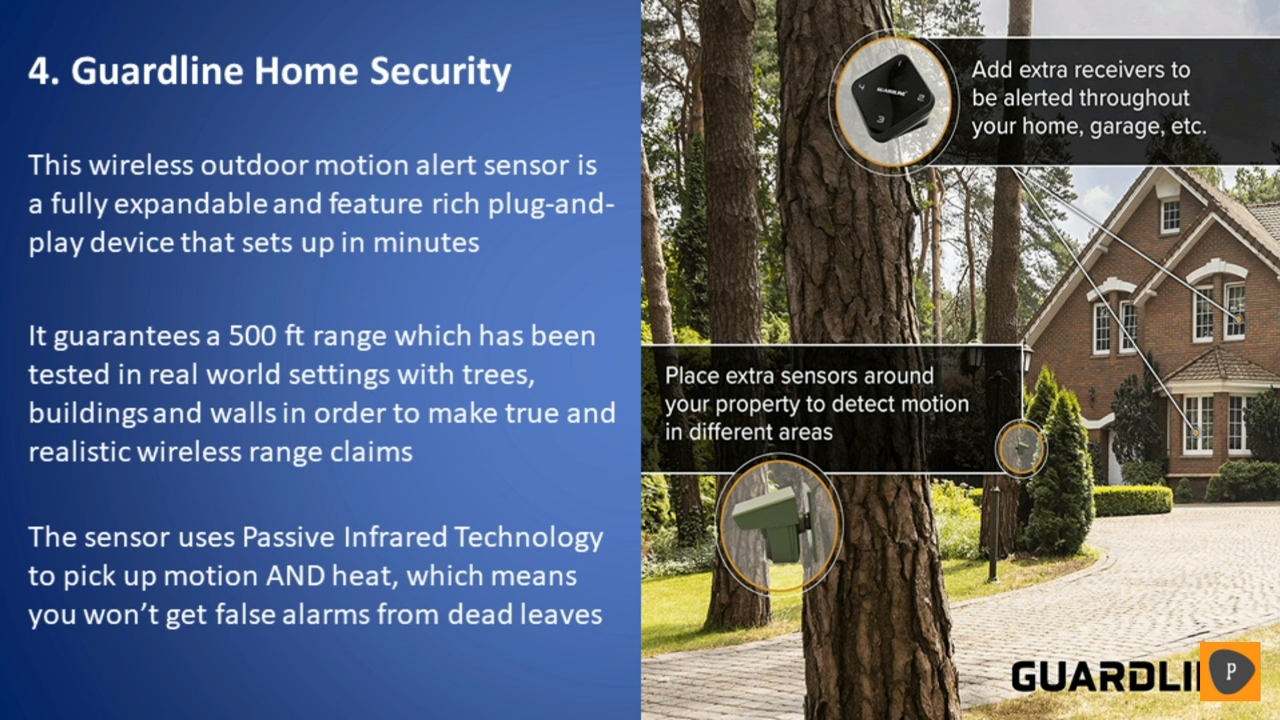 4. Guardline Home Security
This wireless outdoor motion alert sensor is
a fully expandable and feature rich plug-and-
play device that sets up in minutes
It guarantees a 500 ft range which has been
tested in real world settings with trees,
buildings and walls in order to make true and
realistic wireless range claims
The sensor uses Passive Infrared Technology
to pick up motion AND heat, which means
you won’t get false alarms from dead leaves
Add extra receivers to
be alerted throughout
your home, garage, etc.
1
4 GUARDLINE 2
3
Place extra sensors around
your property to detect motion
in different areas
GUARDLI
P